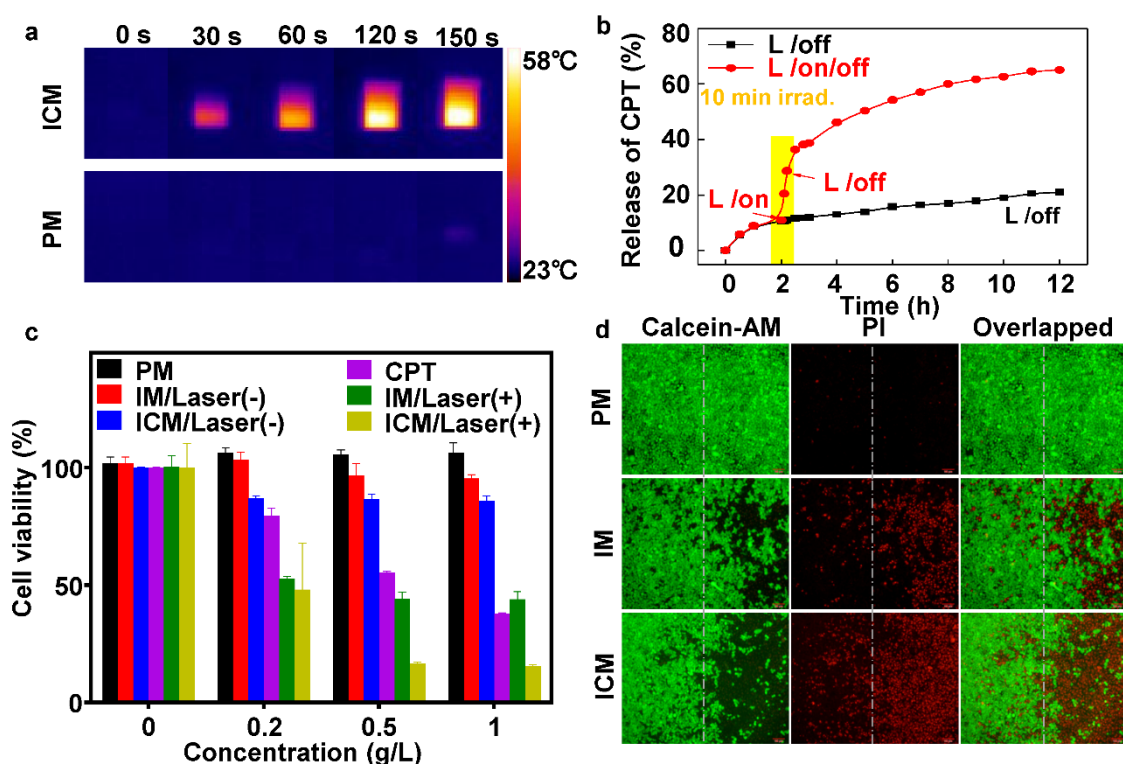 a
0 s 30 s 60 s 120 s 150 s
ICM
PM
58℃
23℃
b
Release of CPT (%)
80
60
40
20
0
L /off
L /on/off
10 min irrad.
L /on
L /off
L /off
0 2 4 6 8 10 12
Time (h)
c
Cell viability (%)
100
50
0
PM
IM/Laser(-)
ICM/Laser(-)
CPT
IM/Laser(+)
ICM/Laser(+)
0 0.2 0.5 1
Concentration (g/L)
d
Calcein-AM PI Overlapped
PM
IM
ICM